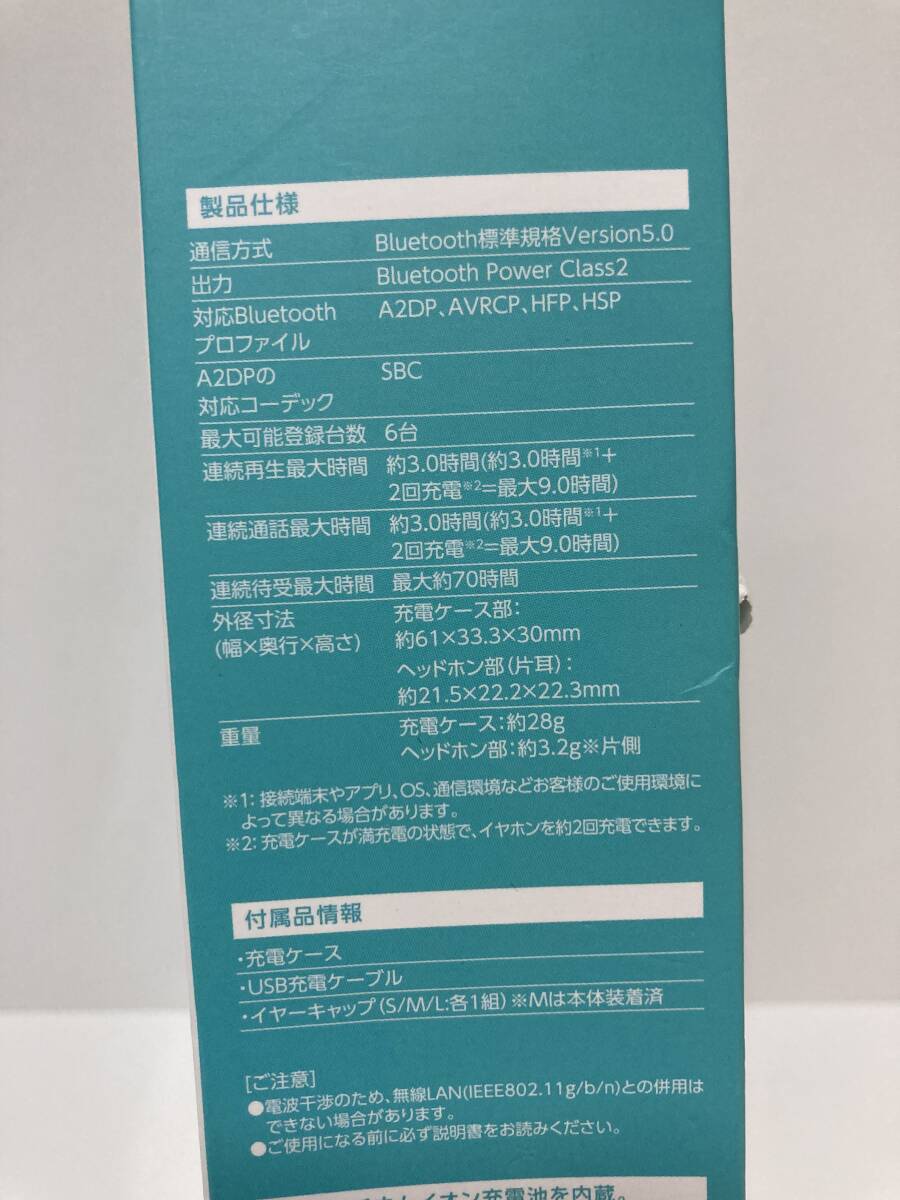 製品仕様
通信方式 Bluetooth標準規格Version5.0
出力 Bluetooth Power Class2
対応Bluetooth A2DP、AVRCP、HFP、HSP
プロファイル
A2DPの SBC
対応コーデック
最大可能登録台数 6台
連続再生最大時間 約3.0時間(約3.0時間※1+
2回充電※2=最大9.0時間)
連続通話最大時間 約3.0時間(約3.0時間※1+
2回充電※2=最大9.0時間)
連続待受最大時間 最大約70時間
外径寸法 充電ケース部:
(幅×奥行×高さ) 約61×33.3×30mm
ヘッドホン部(片耳):
約21.5×22.2×22.3mm
重量 充電ケース:約28g
ヘッドホン部:約3.2g※片側
※1:接続端末やアプリ、OS、通信環境などお客様のご使用環境に
よって異なる場合があります。
※2:充電ケースが満充電の状態で、イヤホンを約2回充電できます。
付属品情報
・充電ケース
・USB充電ケーブル
・イヤーキャップ(S/M/L:各1組)※Mは本体装着済
[ご注意]
●電波干渉のため、無線LAN(IEEE802.11g/b/n)との併用は
できない場合があります。
●ご使用になる前に必ず説明書をお読みください。
イオン充電池を内蔵。